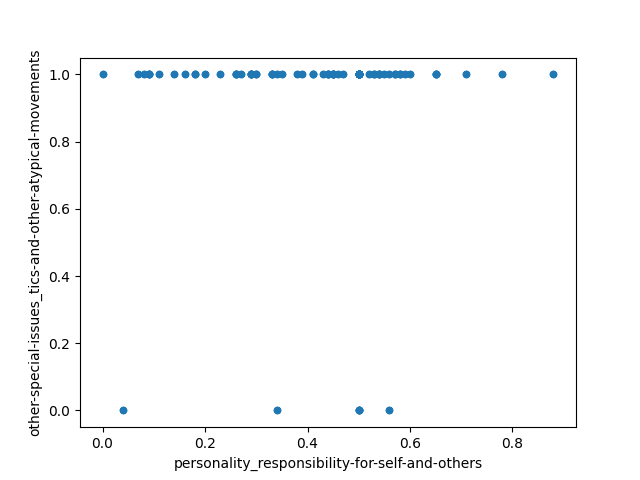 other-special-issues_tics-and-other-atypical-movements
1.0
0.8
0.6
0.4
0.2
0.0
0.0 0.2 0.4 0.6 0.8
personality_responsibility-for-self-and-others